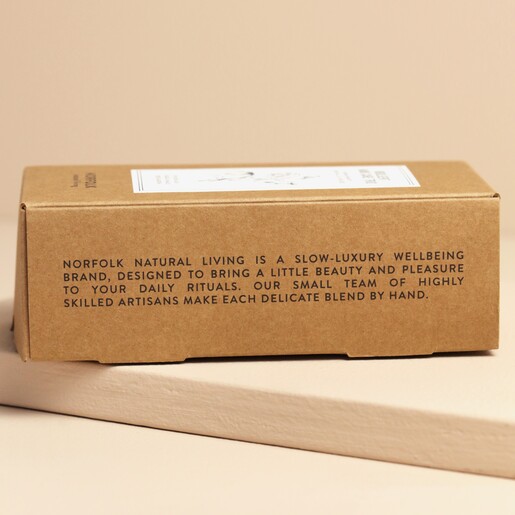 NORFOLK NATURAL LIVING IS A SLOW-LUXURY WELLBEING
BRAND, DESIGNED TO BRING A LITTLE BEAUTY AND PLEASURE
TO YOUR DAILY RITUALS. OUR SMALL TEAM OF HIGHLY
SKILLED ARTISANS MAKE EACH DELICATE BLEND BY HAND.